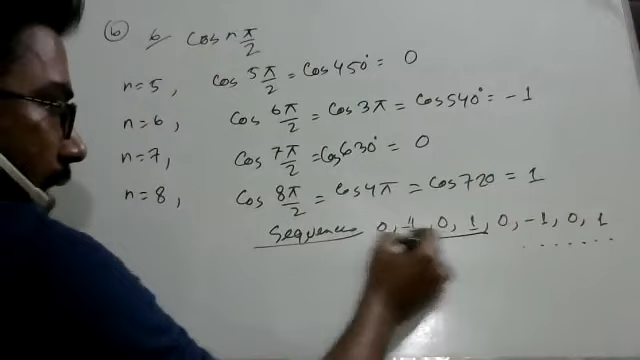 (b) 6 cos nπ/2
n=5, cos 5π/2 = cos 450° = 0
n=6, cos 6π/2 = cos 3π = cos 540° = -1
n=7, cos 7π/2 = cos 630° = 0
n=8, cos 8π/2 = cos 4π = cos 720 = 1
Sequence 0, -1, 0, 1, 0, -1, 0, 1
.......